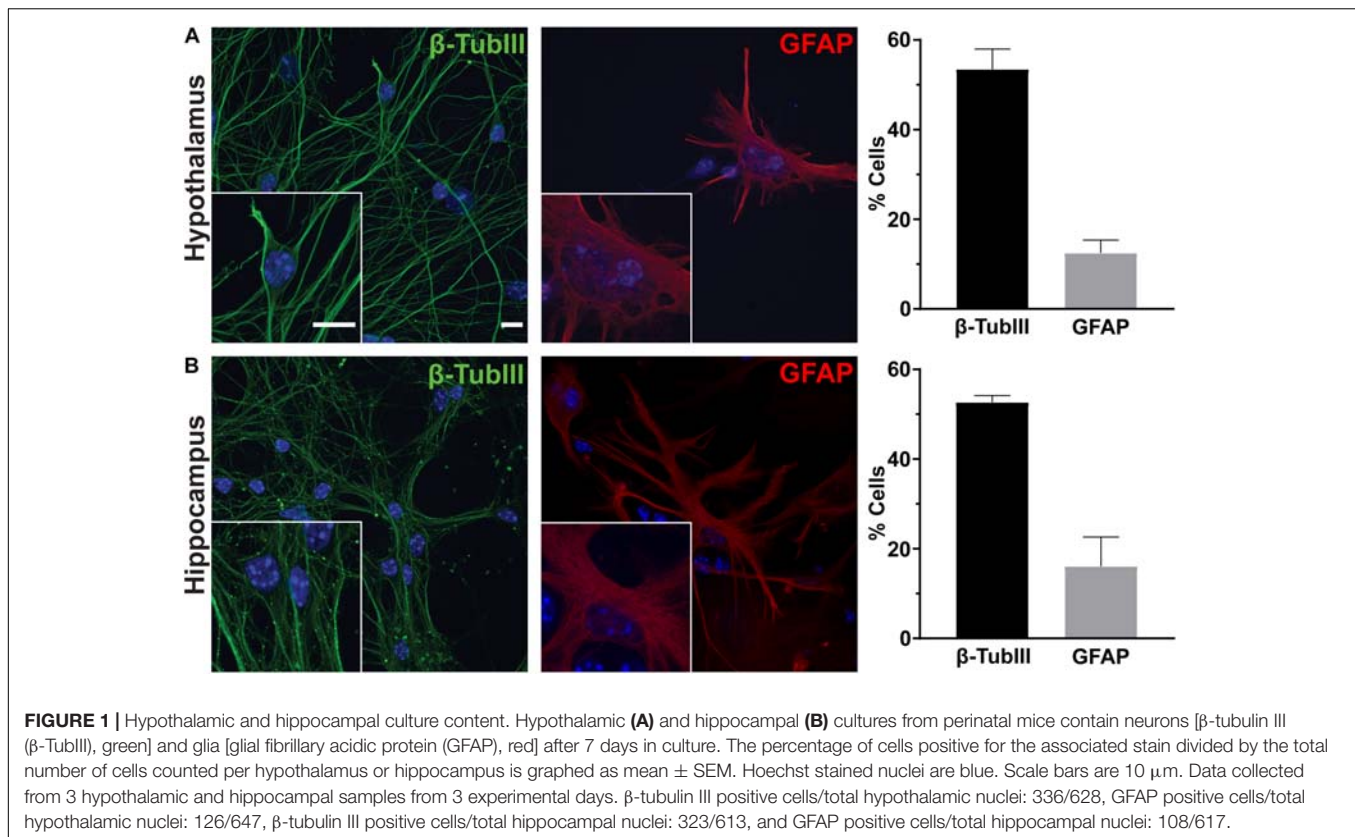 A
Hypothalamus
β-TubIII
GFAP
% Cells
60
40
20
0
β-TubIII
GFAP
B
Hippocampus
β-TubIII
GFAP
% Cells
60
40
20
0
β-TubIII
GFAP
FIGURE 1 | Hypothalamic and hippocampal culture content. Hypothalamic (A) and hippocampal (B) cultures from perinatal mice contain neurons [β-tubulin III
(β-TubIII), green] and glia [glial fibrillary acidic protein (GFAP), red] after 7 days in culture. The percentage of cells positive for the associated stain divided by the total
number of cells counted per hypothalamus or hippocampus is graphed as mean ± SEM. Hoechst stained nuclei are blue. Scale bars are 10 μm. Data collected
from 3 hypothalamic and hippocampal samples from 3 experimental days. β-tubulin III positive cells/total hypothalamic nuclei: 336/628, GFAP positive cells/total
hypothalamic nuclei: 126/647, β-tubulin III positive cells/total hippocampal nuclei: 323/613, and GFAP positive cells/total hippocampal nuclei: 108/617.